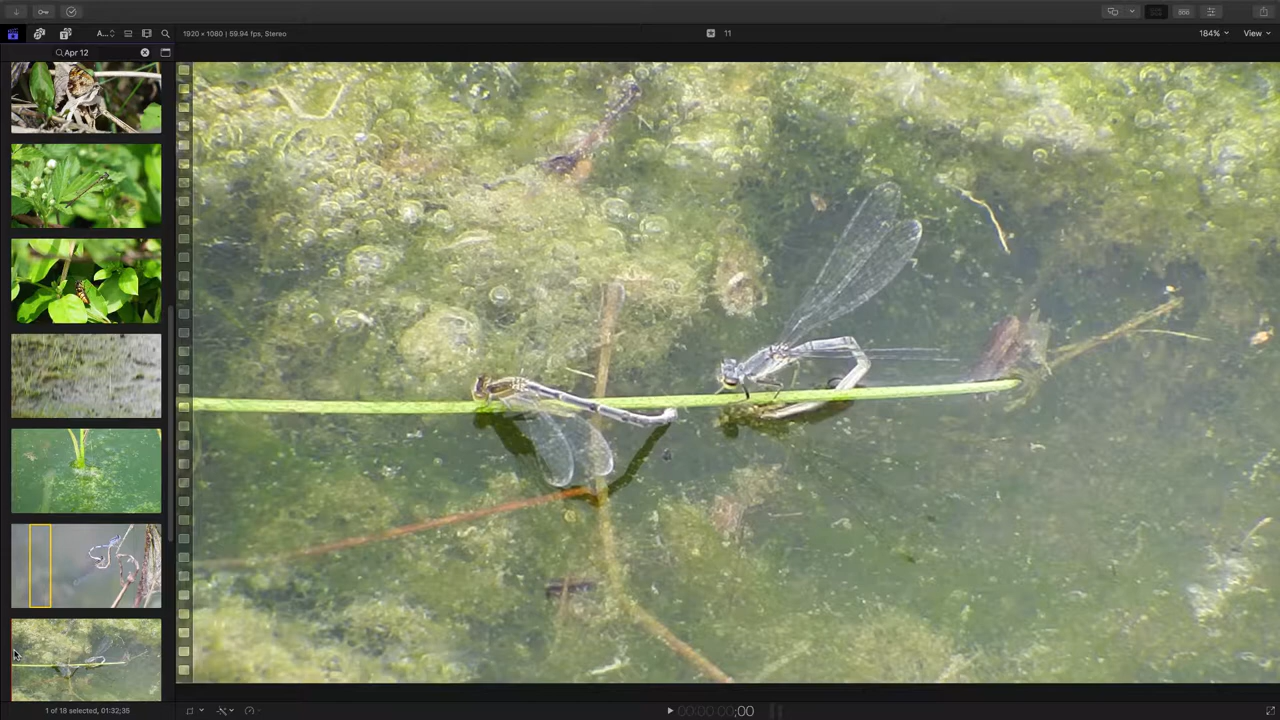 A...
1920 × 1080 | 59.94 fps, Stereo
11
184%
View
Apr 12
1 of 18 selected, 01:32;35
00:00:00;00